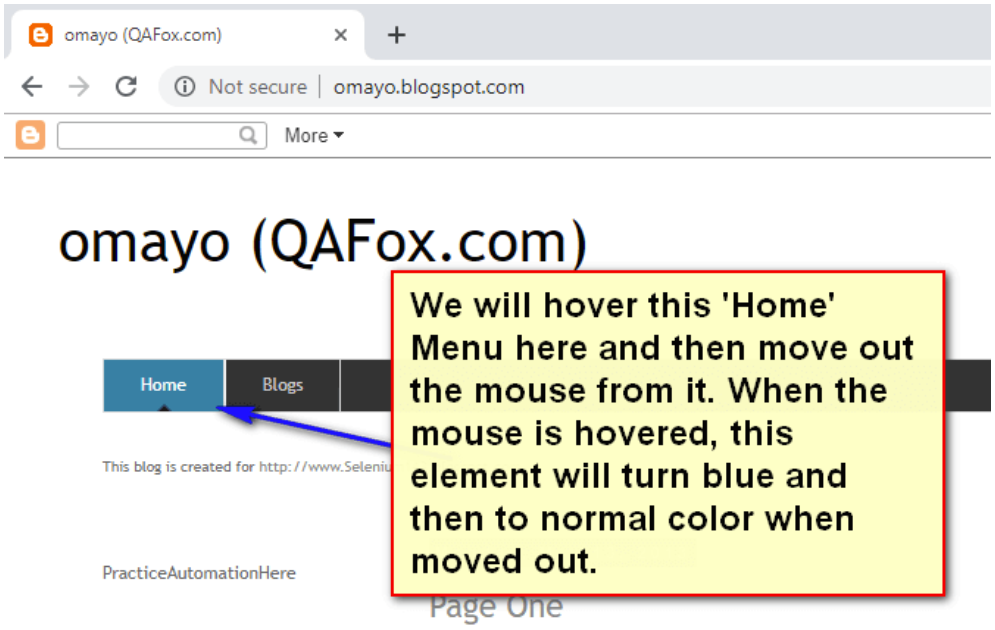 omayo (QAFox.com)
Not secure | omayo.blogspot.com
More
omayo (QAFox.com)
We will hover this 'Home'
Menu here and then move out
the mouse from it. When the
mouse is hovered, this
element will turn blue and
then to normal color when
moved out.
Home Blogs
This blog is created for http://www.Seleniu
PracticeAutomationHere
Page One